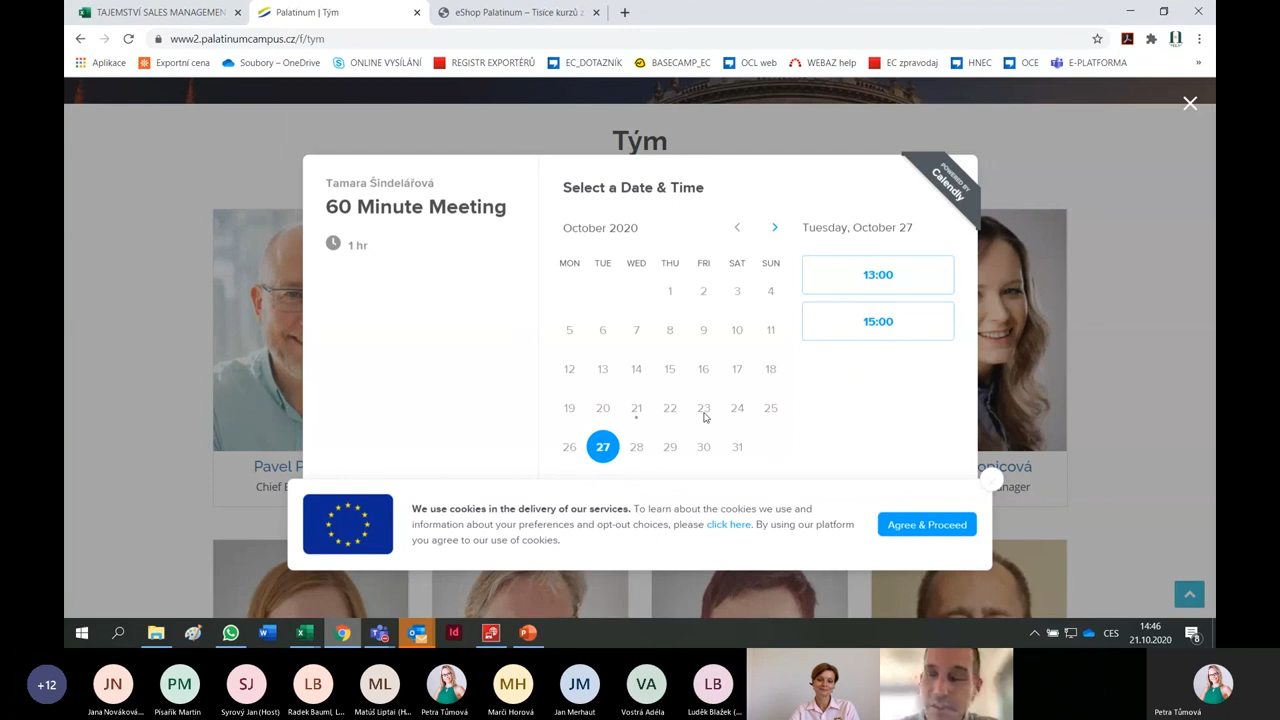 TAJEMSTVÍ SALES MANAGEMEN
Palatinum | Tým
eShop Palatinum – Tisíce kurzů z
www2.palatinumcampus.cz/f/tym
Aplikace
Exportní cena
Soubory – OneDrive
ONLINE VYSÍLÁNÍ
REGISTR EXPORTÉRŮ
EC_DOTAZNÍK
BASECAMP_EC
OCL web
WEBAZ help
EC zpravodaj
HNEC
OCE
E-PLATFORMA
Tým
Tamara Šindelářová
60 Minute Meeting
1 hr
Select a Date & Time
POWERED BY
Calendly
October 2020
Tuesday, October 27
MON TUE WED THU FRI SAT SUN
1 2 3 4
5 6 7 8 9 10 11
12 13 14 15 16 17 18
19 20 21 22 23 24 25
26 27 28 29 30 31
13:00
15:00
Pavel P
Chief E
opicová
anager
We use cookies in the delivery of our services. To learn about the cookies we use and
information about your preferences and opt-out choices, please click here. By using our platform
you agree to our use of cookies.
Agree & Proceed
CES
14:46
21.10.2020
8
+12
JN
PM
SJ
LB
ML
MH
JM
VA
LB
Jana Nováková...
Písařík Martin
Syrový Jan(Host)
Radek Bauml, L...
Matúš Liptai (H...
Petra Tůmová
Marci Horová
Jan Merhaut
Vostrá Adéla
Luděk Blažek (...
Petra Tůmová